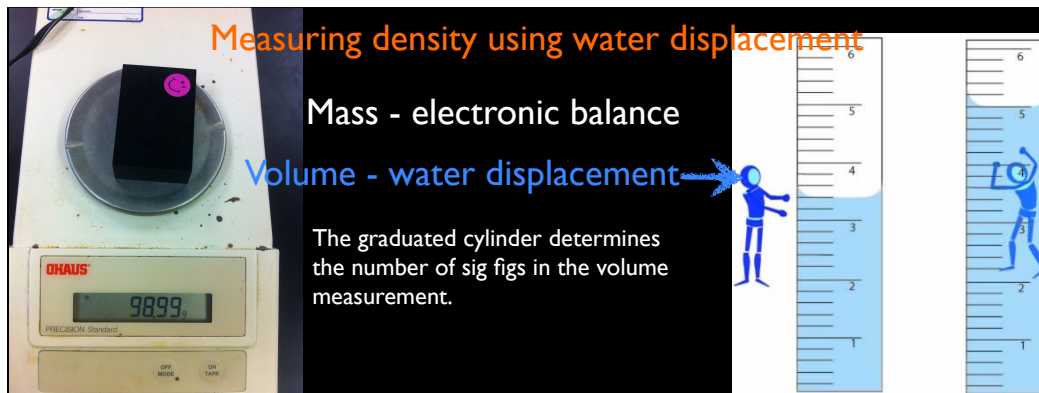 Measuring density using water displacement
Mass - electronic balance
Volume - water displacement
The graduated cylinder determines
the number of sig figs in the volume
measurement.
OHAUS
98.99g
PRECISION Standard
OFF
MODE
ON
TARE
6
5
4
3
2
1
6
5
4
3
2
1